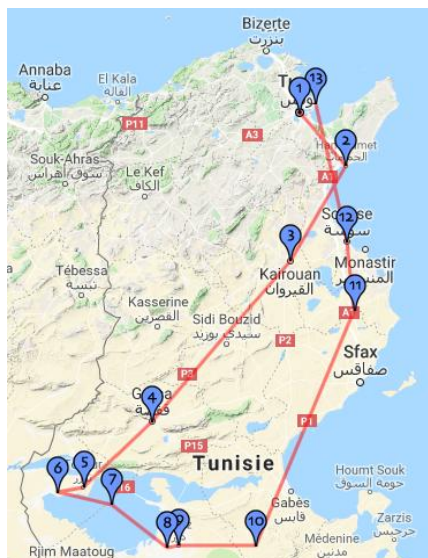 Bizerte
بنزرت
Annaba
عنابة
El Kala
القالة
13
1
P11
A3
2
Souk-Ahras
سوق أهراس
Le Kef
الكاف
A1
12
سوسة
3
Monastir
المنستير
Kairouan
القيروان
Tébessa
تبسة
11
Kasserine
القصرين
Sidi Bouzid
سيدي بوزيد
P2
Sfax
صفاقس
4
قفصة
P1
P15
Tunisie
5
6
7
Houmt Souk
حومة السوق
Gabès
قابس
8
9
10
Zarzis
جرجيس
Médenine
مدنين
Rjim Maatoug